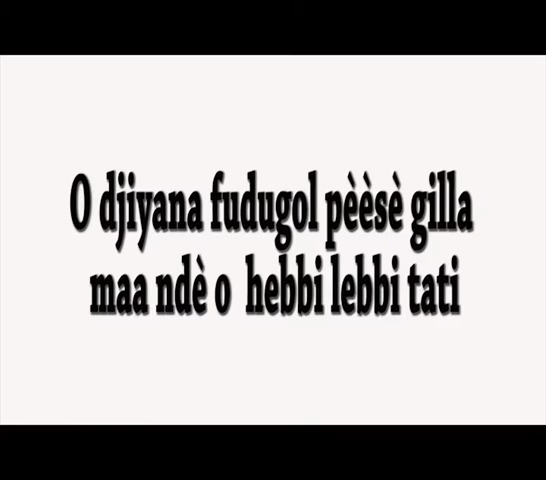 O djiyana fudugol pèèsè gilla
maa ndè o hebbi lebbi tati